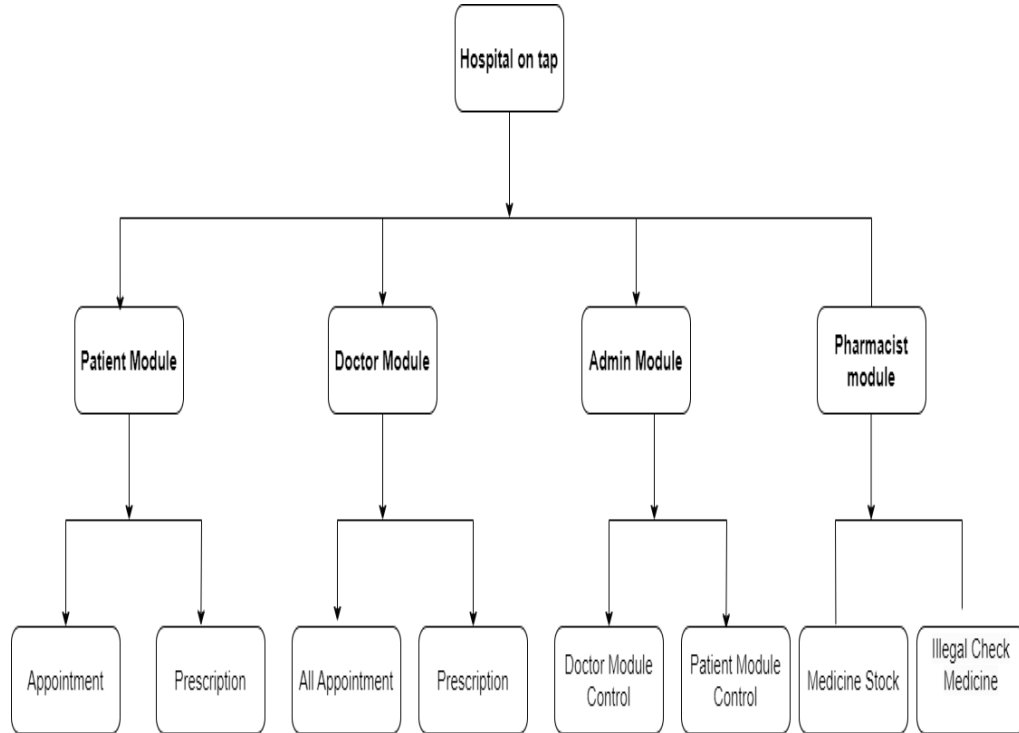 Hospital on tap
Patient Module
Doctor Module
Admin Module
Pharmacist
module
Appointment
Prescription
All Appointment
Prescription
Doctor Module
Control
Patient Module
Control
Medicine Stock
Illegal Check
Medicine